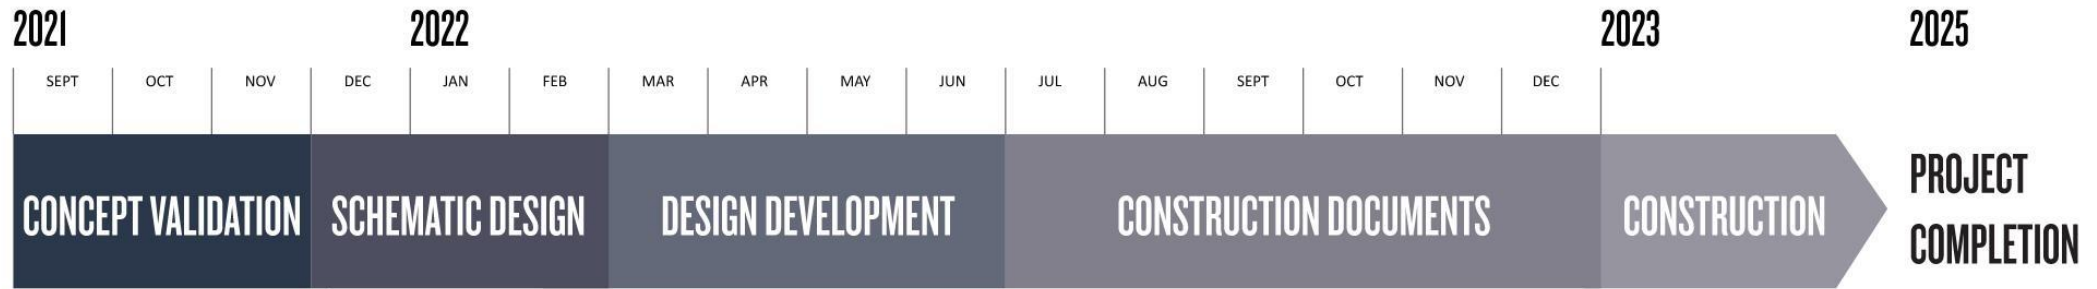 2021 2022 2023 2025
SEPT OCT NOV DEC JAN FEB MAR APR MAY JUN JUL AUG SEPT OCT NOV DEC
CONCEPT VALIDATION SCHEMATIC DESIGN DESIGN DEVELOPMENT CONSTRUCTION DOCUMENTS CONSTRUCTION
PROJECT
COMPLETION